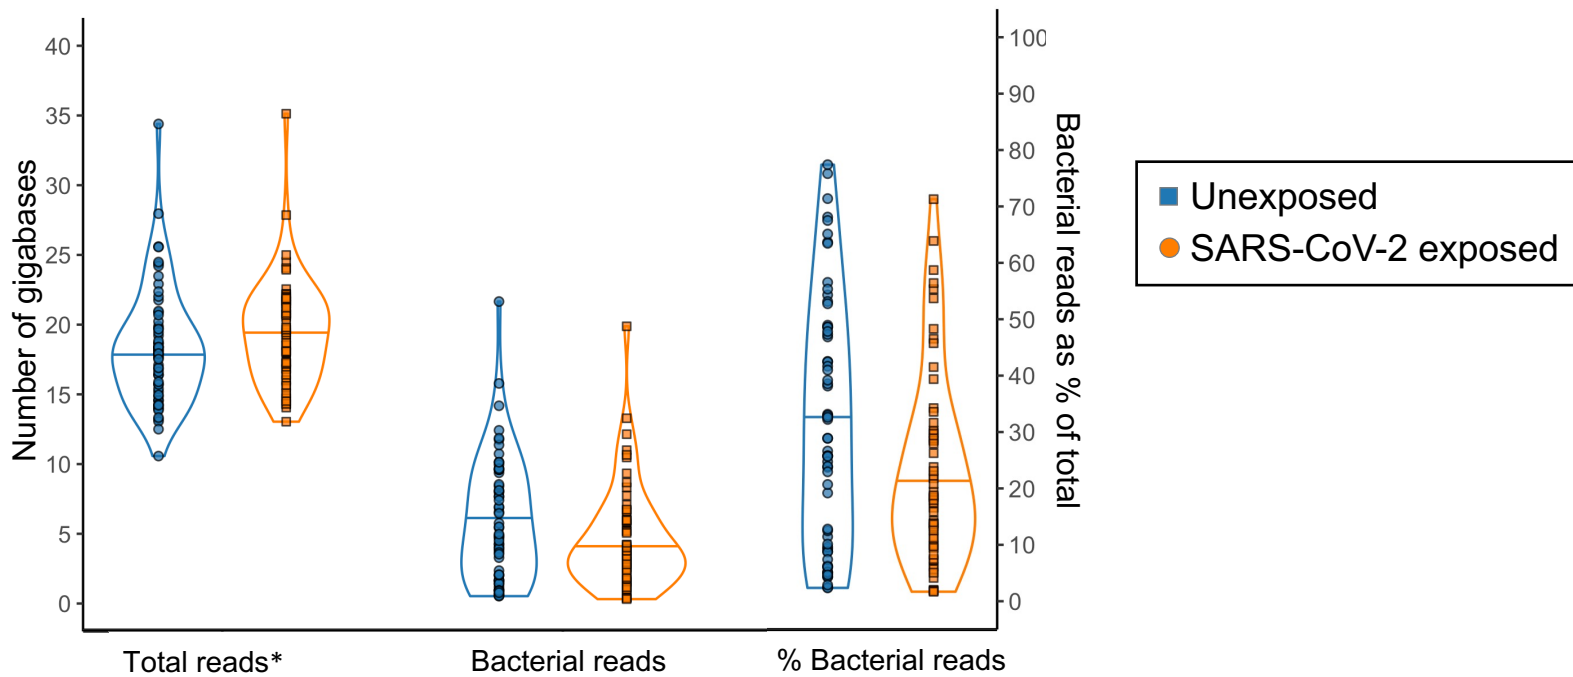 Number of gigabases
40
35
30
25
20
15
10
5
0
100
90
80
70
60
50
40
30
20
10
0
Bacterial reads as % of total
Unexposed
SARS-CoV-2 exposed
Total reads*
Bacterial reads
% Bacterial reads